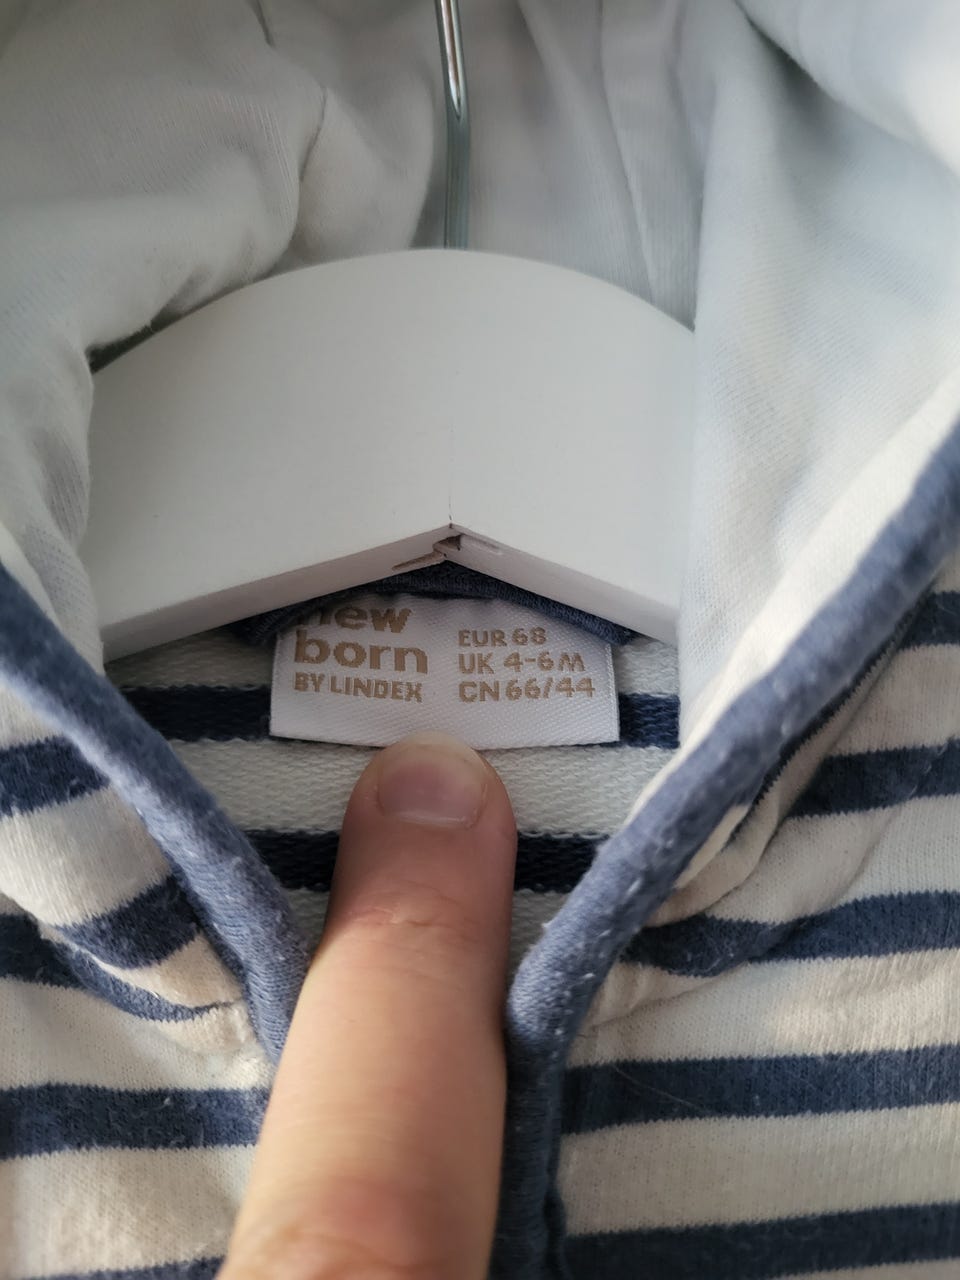 new
born
BY LINDEX
EUR 68
UK 4-6M
CN 66/44